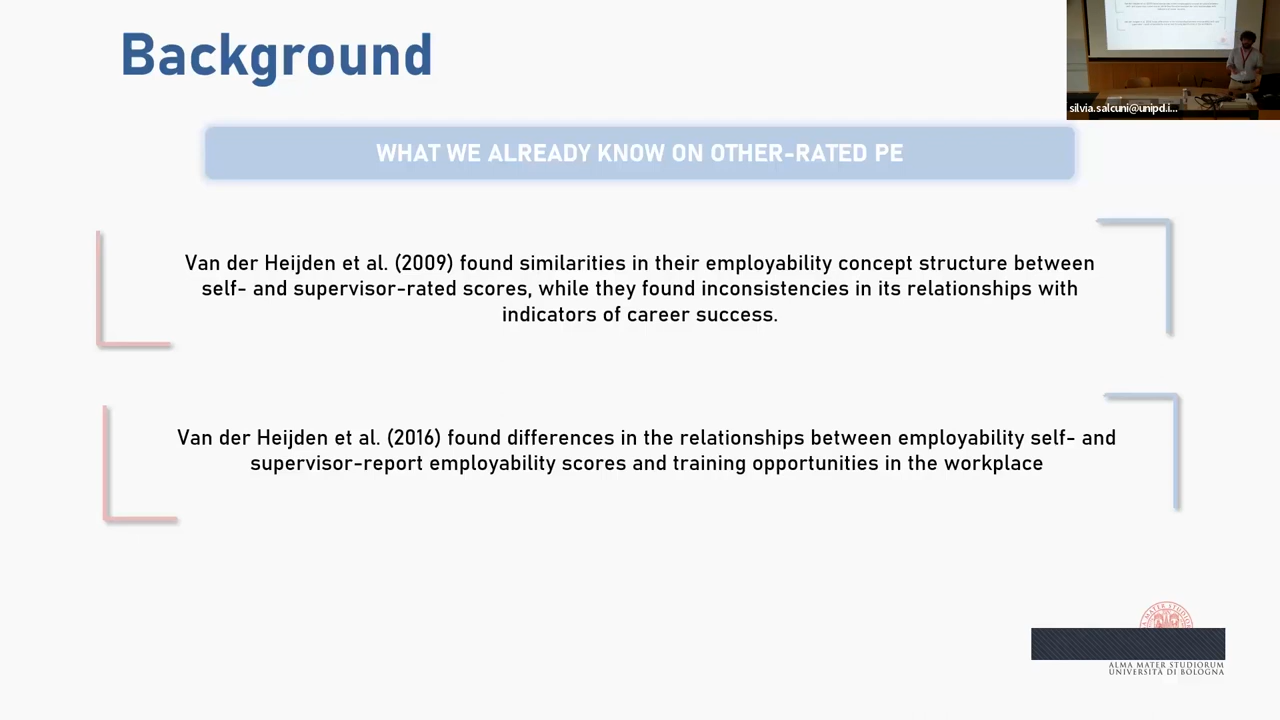 Background
silvia.salcuni@unipd.i...
WHAT WE ALREADY KNOW ON OTHER-RATED PE
Van der Heijden et al. (2009) found similarities in their employability concept structure between
self- and supervisor-rated scores, while they found inconsistencies in its relationships with
indicators of career success.
Van der Heijden et al. (2016) found differences in the relationships between employability self- and
supervisor-report employability scores and training opportunities in the workplace
ALMA MATER STUDIORUM
UNIVERSITÀ DI BOLOGNA